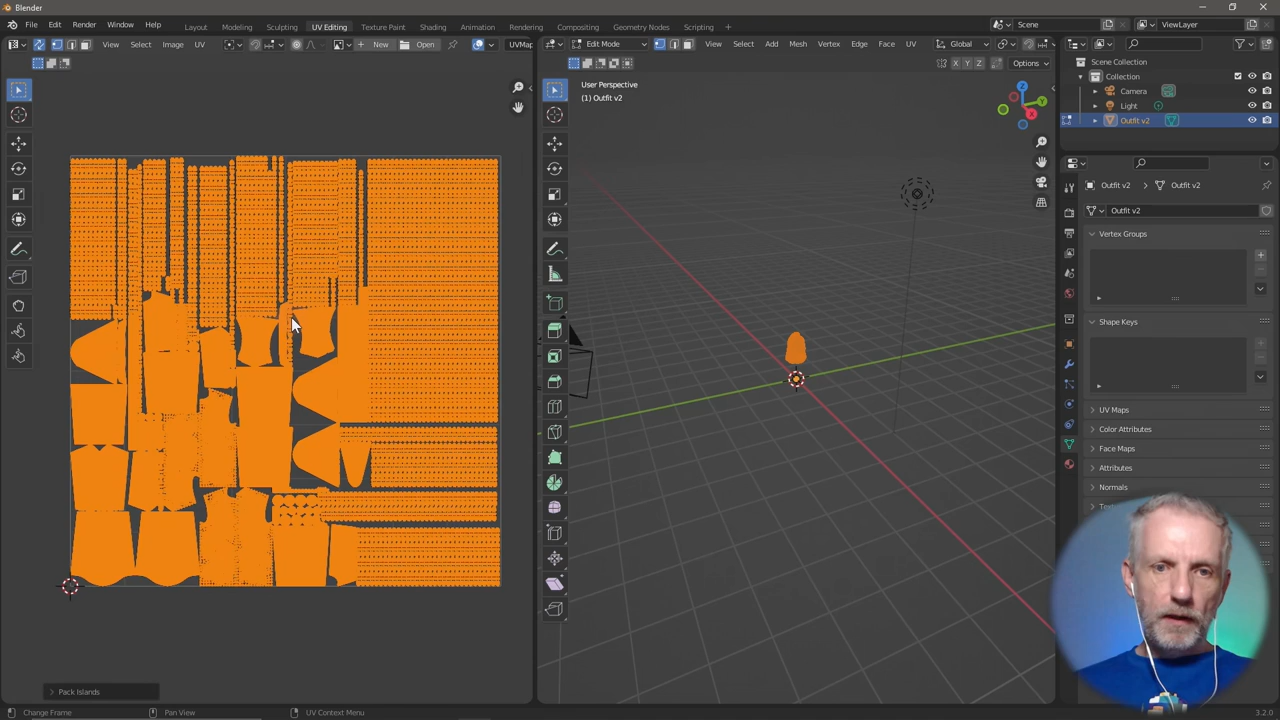 Blender
File Edit Render Window Help
Layout Modeling Sculpting UV Editing Texture Paint Shading Animation Rendering Compositing Geometry Nodes Scripting +
Scene
ViewLayer
View Select Image UV
New
Open
UVMap
Edit Mode
View Select Add Mesh Vertex Edge Face UV
Global
X Y Z
Options
User Perspective
(1) Outfit v2
Z
Y
X
Scene Collection
Collection
Camera
Light
Outfit v2
Outfit v2
Outfit v2
Outfit v2
Vertex Groups
Shape Keys
UV Maps
Color Attributes
Face Maps
Attributes
Normals
Pack Islands
Change Frame
Pan View
UV Context Menu
3.2.0